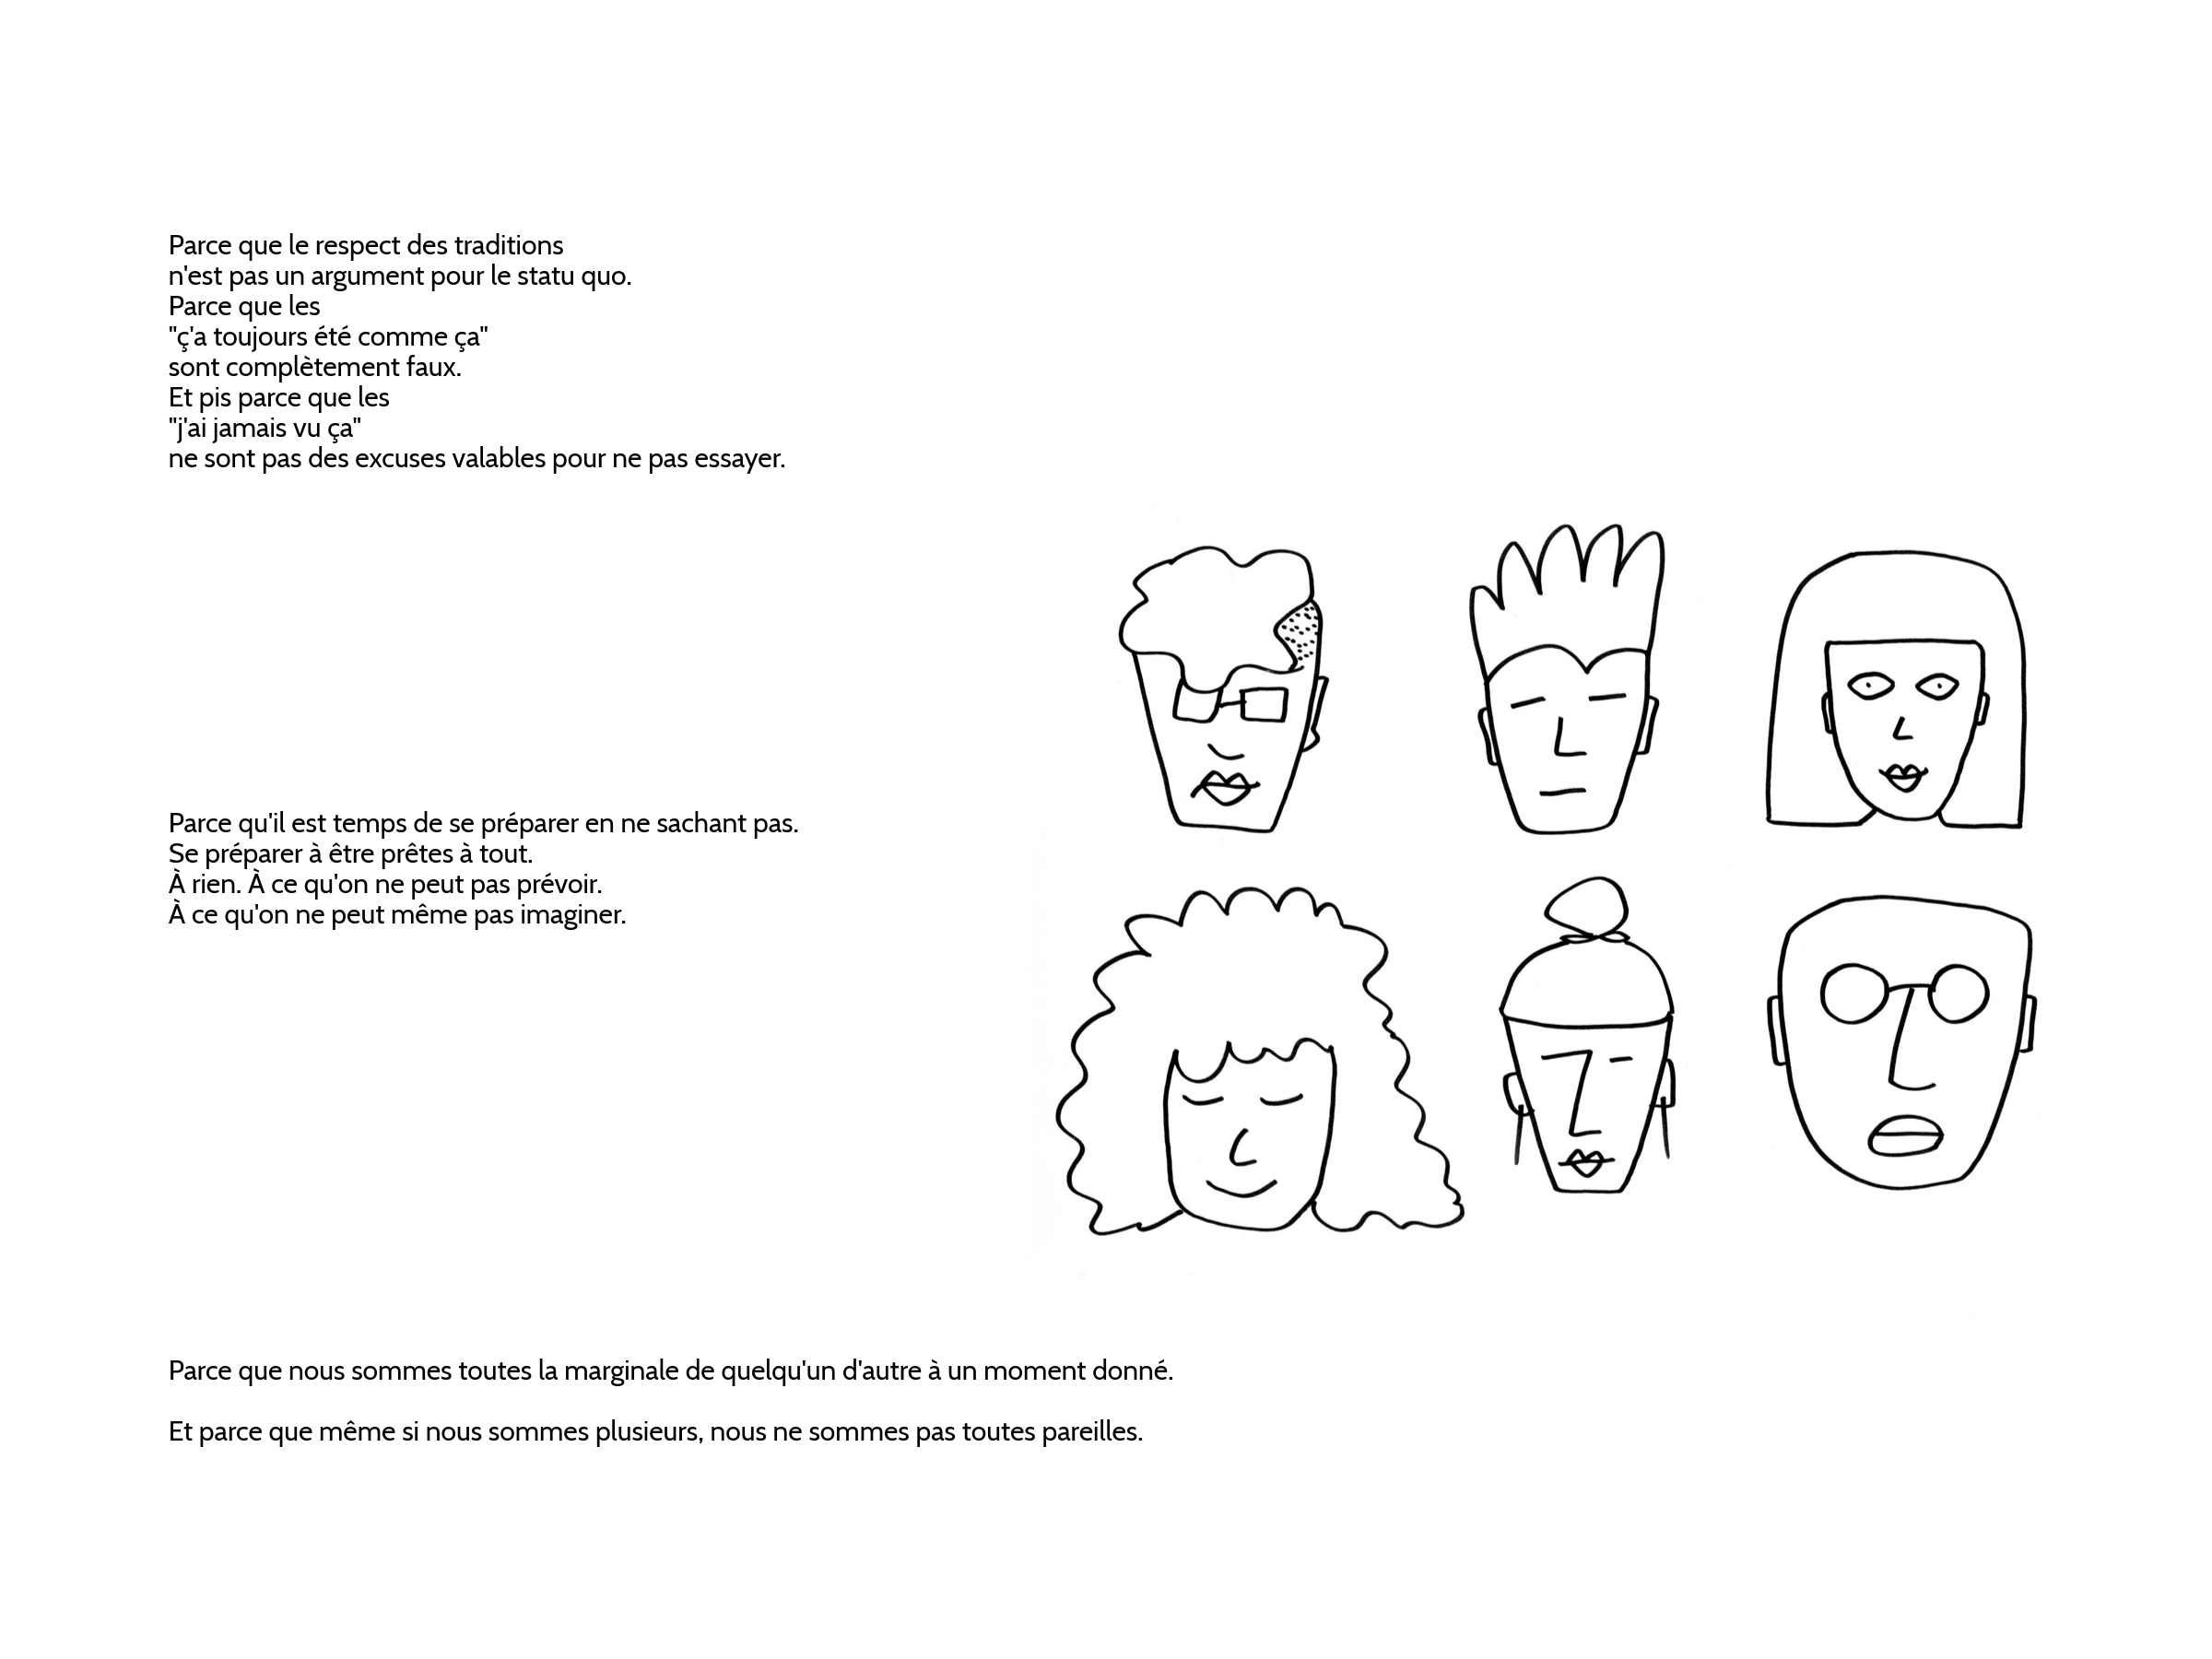 Parce que le respect des traditions
n'est pas un argument pour le statu quo.
Parce que les
"ç'a toujours été comme ça"
sont complètement faux.
Et pis parce que les
"j'ai jamais vu ça"
ne sont pas des excuses valables pour ne pas essayer.
Parce qu'il est temps de se préparer en ne sachant pas.
Se préparer à être prêtes à tout.
À rien. À ce qu'on ne peut pas prévoir.
À ce qu'on ne peut même pas imaginer.
Parce que nous sommes toutes la marginale de quelqu'un d'autre à un moment donné.
Et parce que même si nous sommes plusieurs, nous ne sommes pas toutes pareilles.